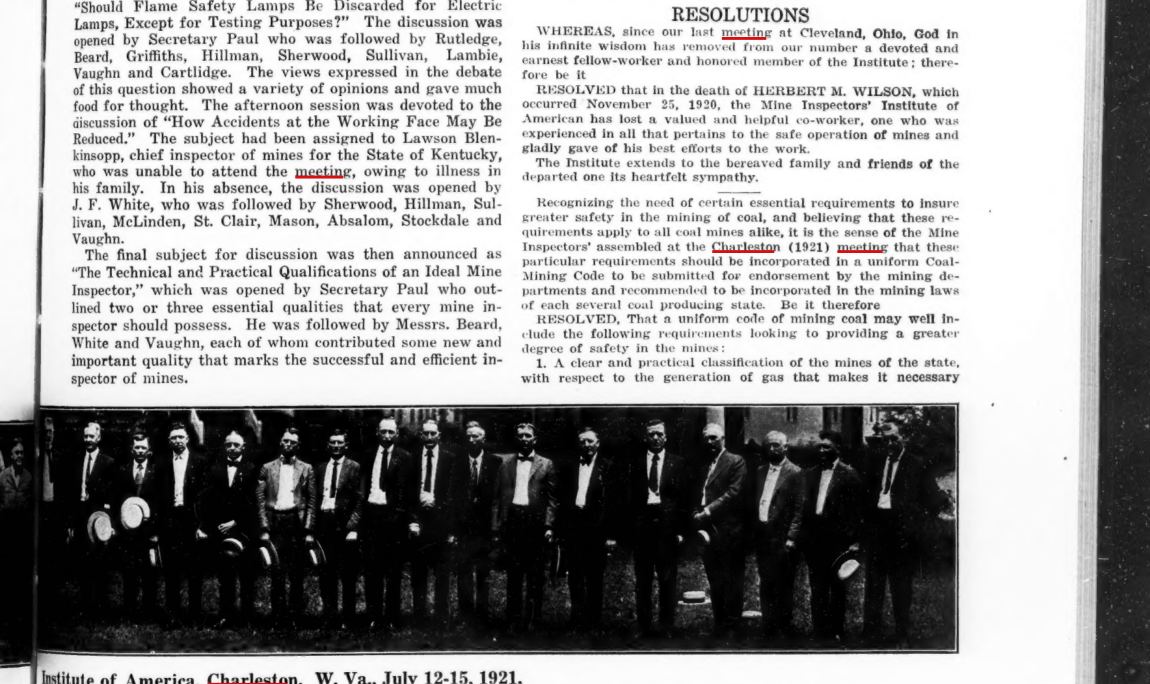 "Should Flame Safety Lamps Be Discarded for Electric
Lamps, Except for Testing Purposes?" The discussion was
opened by Secretary Paul who was followed by Rutledge,
Beard, Griffiths, Hillman, Sherwood, Sullivan, Lambie,
Vaughn and Cartlidge. The views expressed in the debate
of this question showed a variety of opinions and gave much
food for thought. The afternoon session was devoted to the
discussion of "How Accidents at the Working Face May Be
Reduced." The subject had been assigned to Lawson Blen-
kinsopp, chief inspector of mines for the State of Kentucky,
who was unable to attend the meeting, owing to illness in
his family. In his absence, the discussion was opened by
J. F. White, who was followed by Sherwood, Hillman, Sul-
livan, McLinden, St. Clair, Mason, Absalom, Stockdale and
Vaughn.
The final subject for discussion was then announced as
"The Technical and Practical Qualifications of an Ideal Mine
Inspector," which was opened by Secretary Paul who out-
lined two or three essential qualities that every mine in-
spector should possess. He was followed by Messrs. Beard,
White and Vaughn, each of whom contributed some new and
important quality that marks the successful and efficient in-
spector of mines.
RESOLUTIONS
WHEREAS, since our last meeting at Cleveland, Ohio, God in
his infinite wisdom has removed from our number a devoted and
earnest fellow-worker and honored member of the Institute; there-
fore be it
RESOLVED that in the death of HERBERT M. WILSON, which
occurred November 25, 1920, the Mine Inspectors' Institute of
American has lost a valued and helpful co-worker, one who was
experienced in all that pertains to the safe operation of mines and
gladly gave of his best efforts to the work.
The Institute extends to the bereaved family and friends of the
departed one its heartfelt sympathy.
Recognizing the need of certain essential requirements to insure
greater safety in the mining of coal, and believing that these re-
quirements apply to all coal mines alike, it is the sense of the Mine
Inspectors' assembled at the Charleston (1921) meeting that these
particular requirements should be incorporated in a uniform Coal-
Mining Code to be submitted for endorsement by the mining de-
partments and recommended to be incorporated in the mining laws
of each several coal producing state. Be it therefore
RESOLVED, That a uniform code of mining coal may well in-
clude the following requirements looking to providing a greater
degree of safety in the mines:
1. A clear and practical classification of the mines of the state,
with respect to the generation of gas that makes it necessary
Institute of America, Charleston, W. Va., July 12-15, 1921.